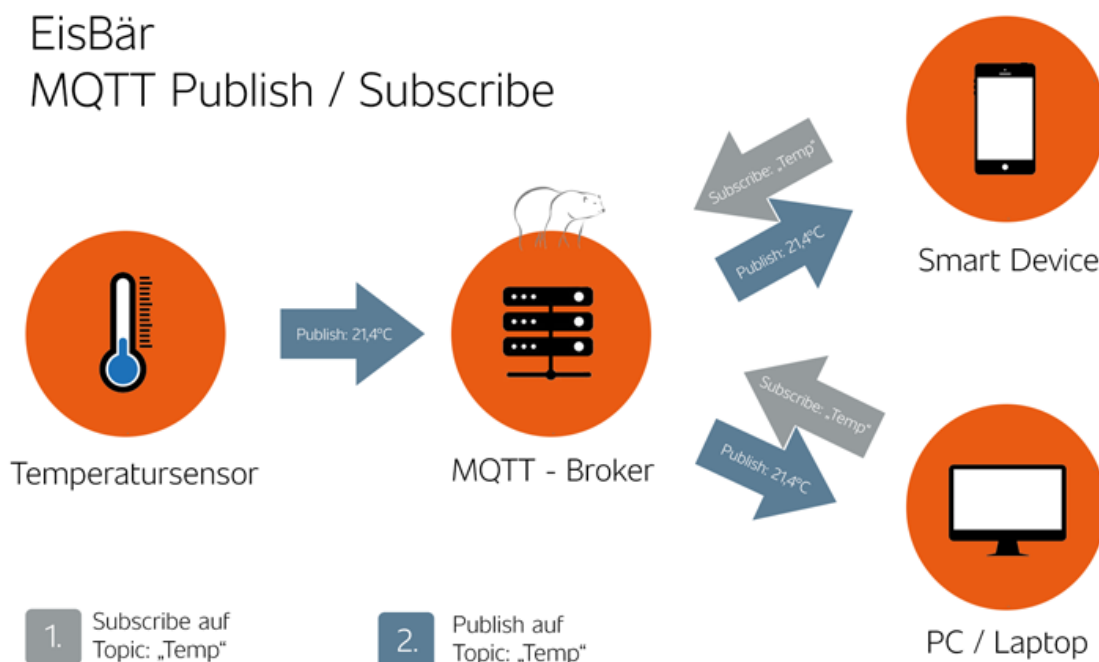 EisBär
MQTT Publish / Subscribe
Subscribe: „Temp“
Publish: 21,4°C
Smart Device
Publish: 21,4°C
Temperatursensor
MQTT - Broker
Subscribe: „Temp“
Publish: 21,4°C
PC / Laptop
1.
Subscribe auf
Topic: „Temp“
2.
Publish auf
Topic: „Temp“